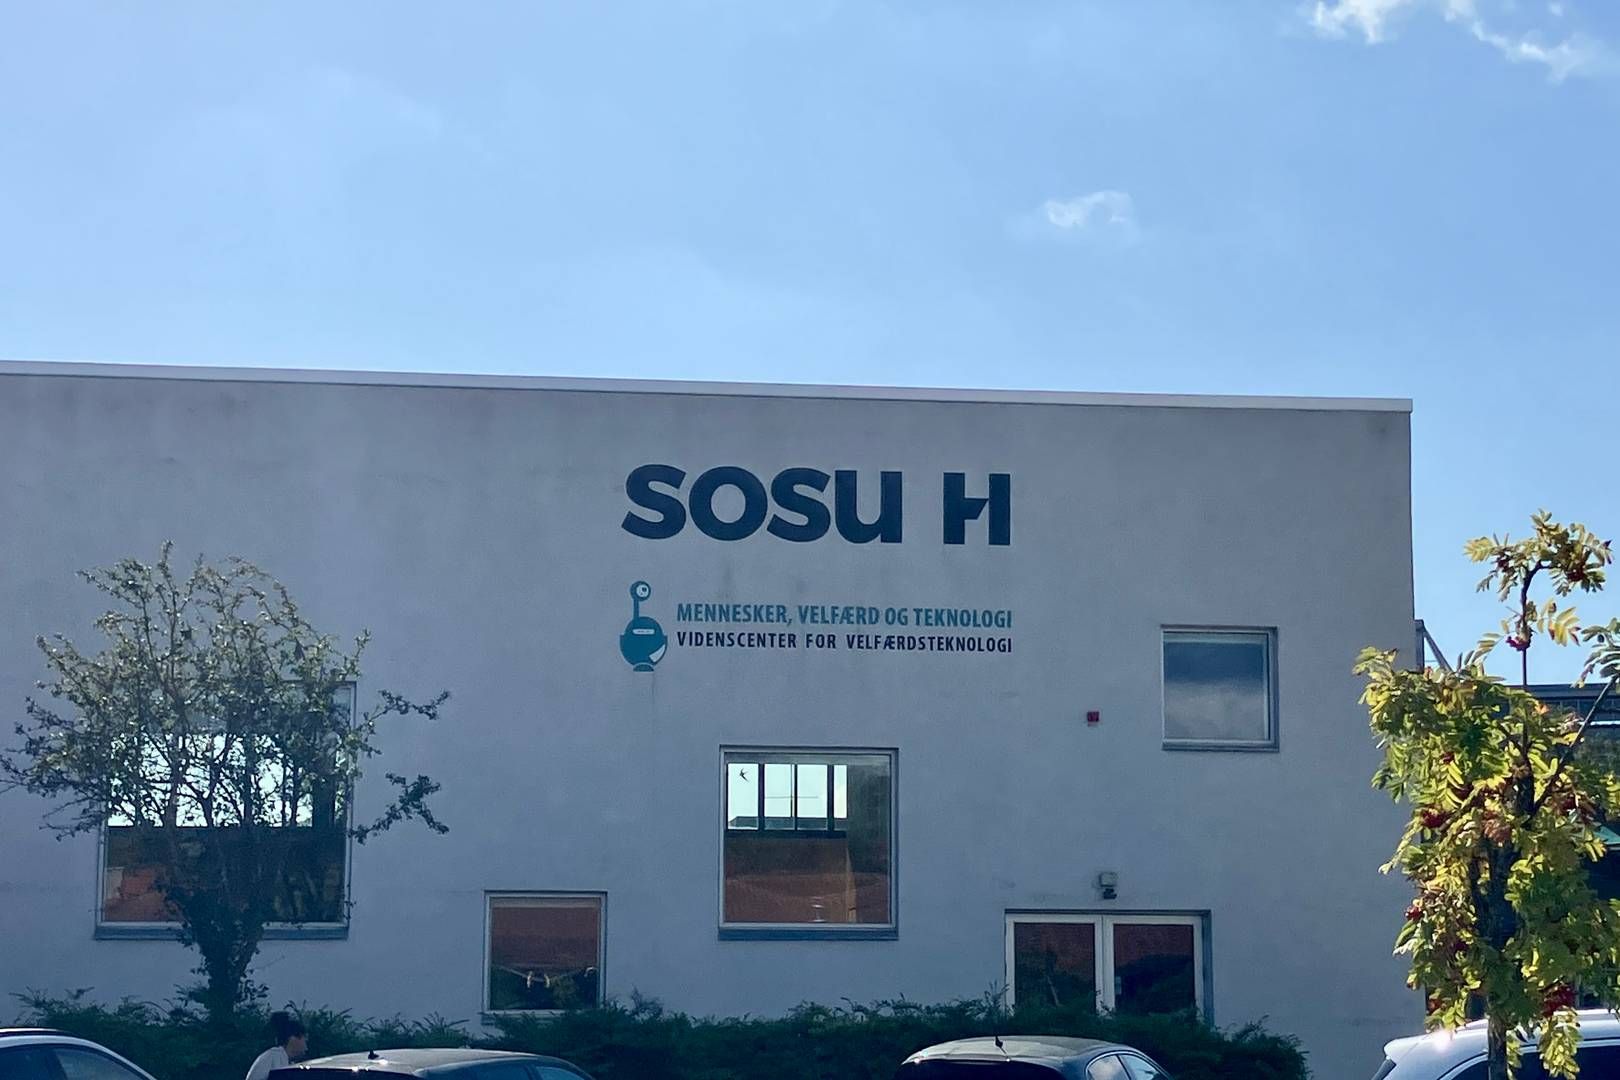 SOSU H
MENNESKER, VELFÆRD OG TEKNOLOGI
VIDENSCENTER FOR VELFÆRDSTEKNOLOGI